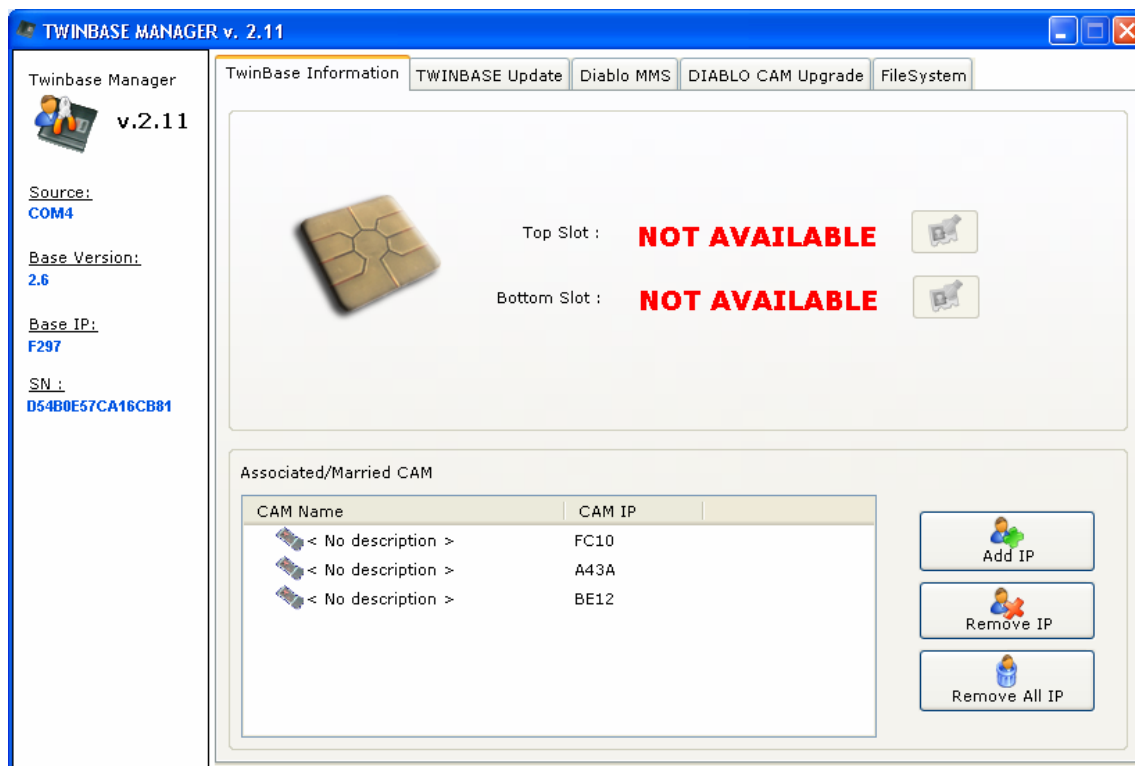 TWINBASE MANAGER v. 2.11
Twinbase Manager
v.2.11
Source:
COM4
Base Version:
2.6
Base IP:
F297
SN :
D54B0E57CA16CB81
TwinBase Information TWINBASE Update Diablo MMS DIABLO CAM Upgrade FileSystem
Top Slot : NOT AVAILABLE
Bottom Slot : NOT AVAILABLE
Associated/Married CAM
CAM Name CAM IP
< No description > FC10
< No description > A43A
< No description > BE12
Add IP
Remove IP
Remove All IP